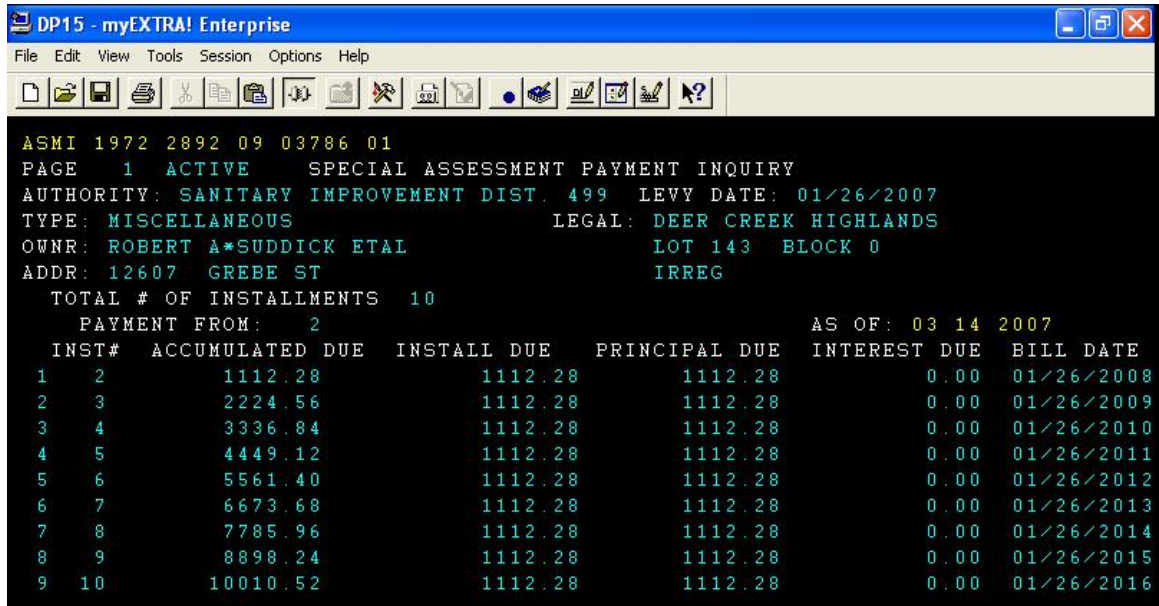 DP15 - myEXTRA! Enterprise
File Edit View Tools Session Options Help
ASMI 1972 2892 09 03786 01
PAGE 1 ACTIVE SPECIAL ASSESSMENT PAYMENT INQUIRY
AUTHORITY: SANITARY IMPROVEMENT DIST. 499 LEVY DATE: 01/26/2007
TYPE: MISCELLANEOUS LEGAL: DEER CREEK HIGHLANDS
OWNR: ROBERT A*SUDDICK ETAL LOT 143 BLOCK 0
ADDR: 12607 GREBE ST IRREG
TOTAL # OF INSTALLMENTS 10
PAYMENT FROM: 2 AS OF: 03 14 2007
INST# ACCUMULATED DUE INSTALL DUE PRINCIPAL DUE INTEREST DUE BILL DATE
1 2 1112.28 1112.28 1112.28 0.00 01/26/2008
2 3 2224.56 1112.28 1112.28 0.00 01/26/2009
3 4 3336.84 1112.28 1112.28 0.00 01/26/2010
4 5 4449.12 1112.28 1112.28 0.00 01/26/2011
5 6 5561.40 1112.28 1112.28 0.00 01/26/2012
6 7 6673.68 1112.28 1112.28 0.00 01/26/2013
7 8 7785.96 1112.28 1112.28 0.00 01/26/2014
8 9 8898.24 1112.28 1112.28 0.00 01/26/2015
9 10 10010.52 1112.28 1112.28 0.00 01/26/2016